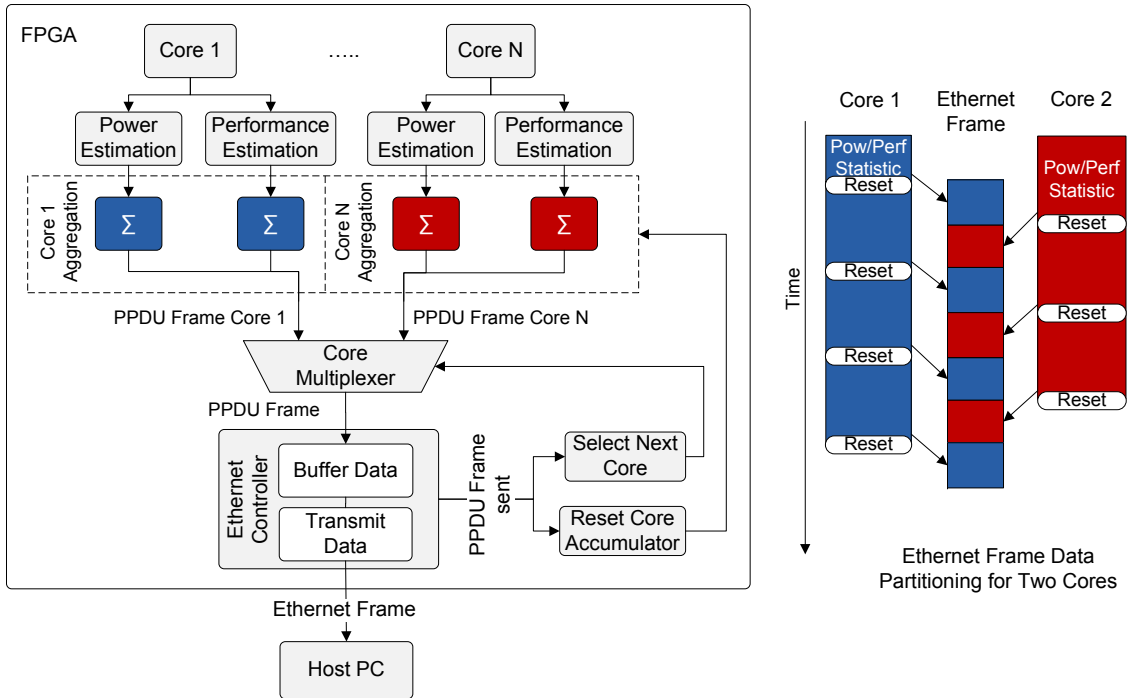 FPGA
Core 1
.....
Core N
Power
Estimation
Performance
Estimation
Power
Estimation
Performance
Estimation
Core 1
Aggregation
Σ
Σ
Core N
Aggregation
Σ
Σ
PPDU Frame Core 1
PPDU Frame Core N
Core
Multiplexer
PPDU Frame
Ethernet
Controller
Buffer Data
Transmit
Data
PPDU Frame
sent
Select Next
Core
Reset Core
Accumulator
Ethernet Frame
Host PC
Core 1
Ethernet
Frame
Core 2
Time
Pow/Perf
Statistic
Reset
Reset
Reset
Reset
Pow/Perf
Statistic
Reset
Reset
Reset
Ethernet Frame Data
Partitioning for Two Cores